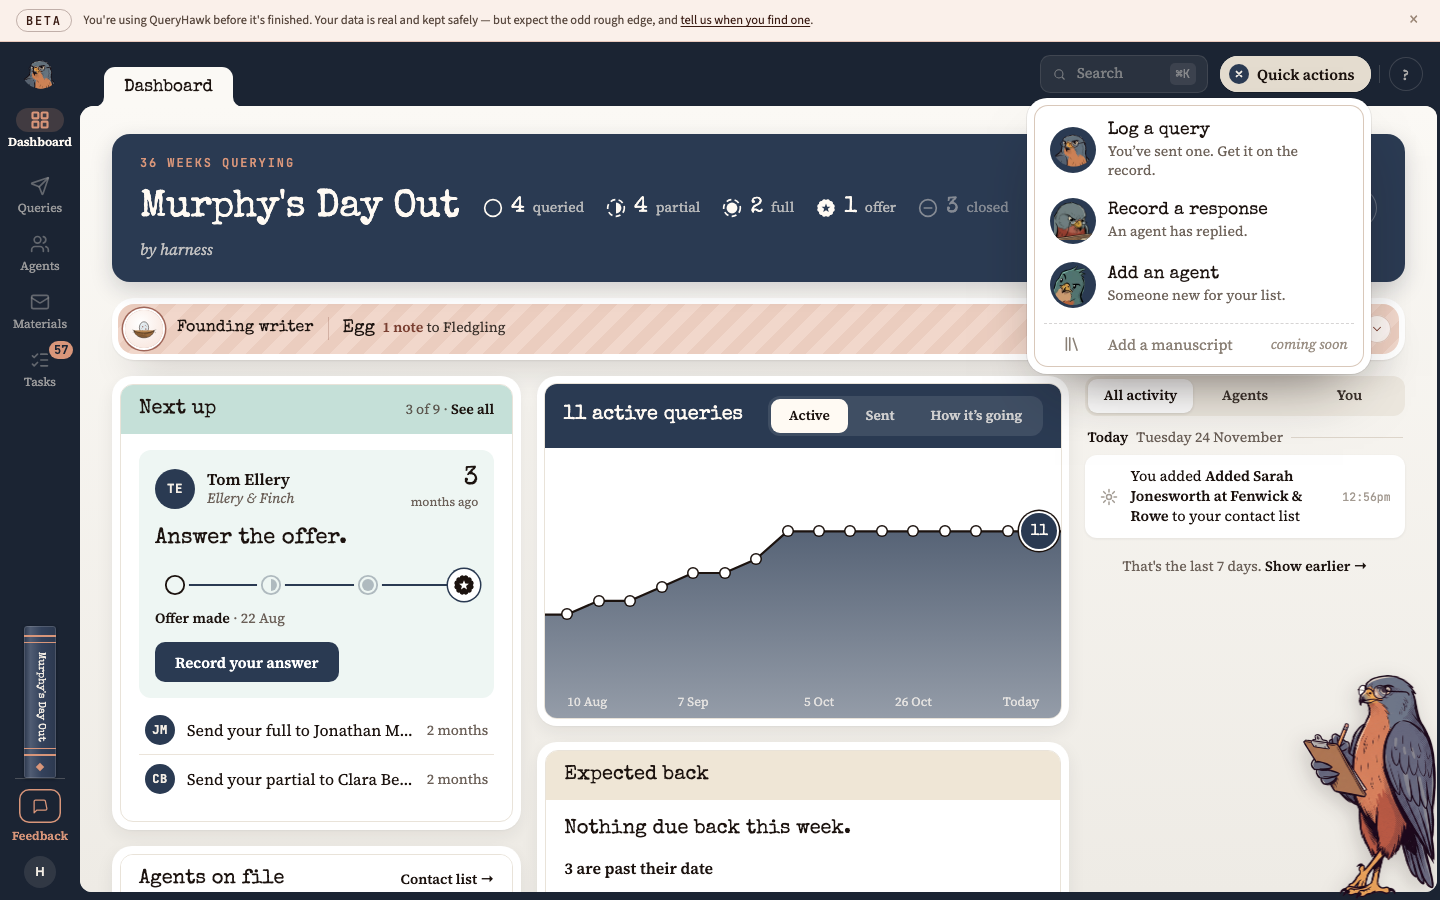 BETA
You're using QueryHawk before it's finished. Your data is real and kept safely — but expect the odd rough edge, and tell us when you find one.
×
Dashboard
Search
⌘K
Quick actions
?
Dashboard
Queries
Agents
Materials
57
Tasks
Murphy's Day Out
Feedback
H
36 WEEKS QUERYING
Murphy's Day Out
4 queried
4 partial
2 full
1 offer
3 closed
by harness
Log a query
You've sent one. Get it on the
record.
Record a response
An agent has replied.
Add an agent
Someone new for your list.
Add a manuscript
coming soon
Founding writer
Egg 1 note to Fledgling
Next up
3 of 9 · See all
TE
Tom Ellery
Ellery & Finch
3
months ago
Answer the offer.
Offer made · 22 Aug
Record your answer
JM
Send your full to Jonathan M...
2 months
CB
Send your partial to Clara Be...
2 months
Agents on file
Contact list →
11 active queries
Active
Sent
How it's going
11
10 Aug
7 Sep
5 Oct
26 Oct
Today
Expected back
Nothing due back this week.
3 are past their date
All activity
Agents
You
Today Tuesday 24 November
You added Added Sarah
Jonesworth at Fenwick &
Rowe to your contact list
12:56pm
That's the last 7 days. Show earlier →